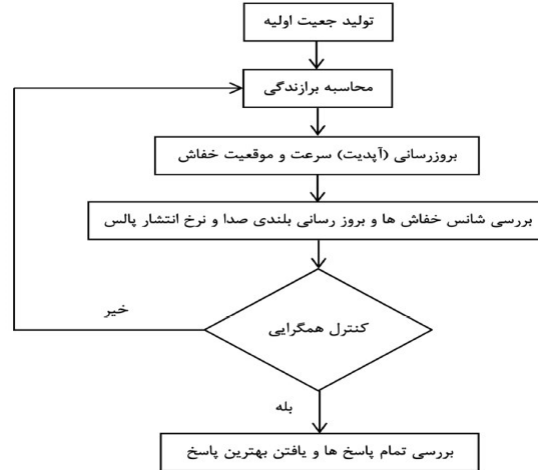 تولید جعیت اولیه
محاسبه برازندگی
بروزرسانی (آپدیت) سرعت و موقعیت خفاش
بررسی شانس خفاش ها و بروز رسانی بلندی صدا و نرخ انتشار پالس
کنترل همگرایی
خیر
بله
بررسی تمام پاسخ ها و یافتن بهترین پاسخ